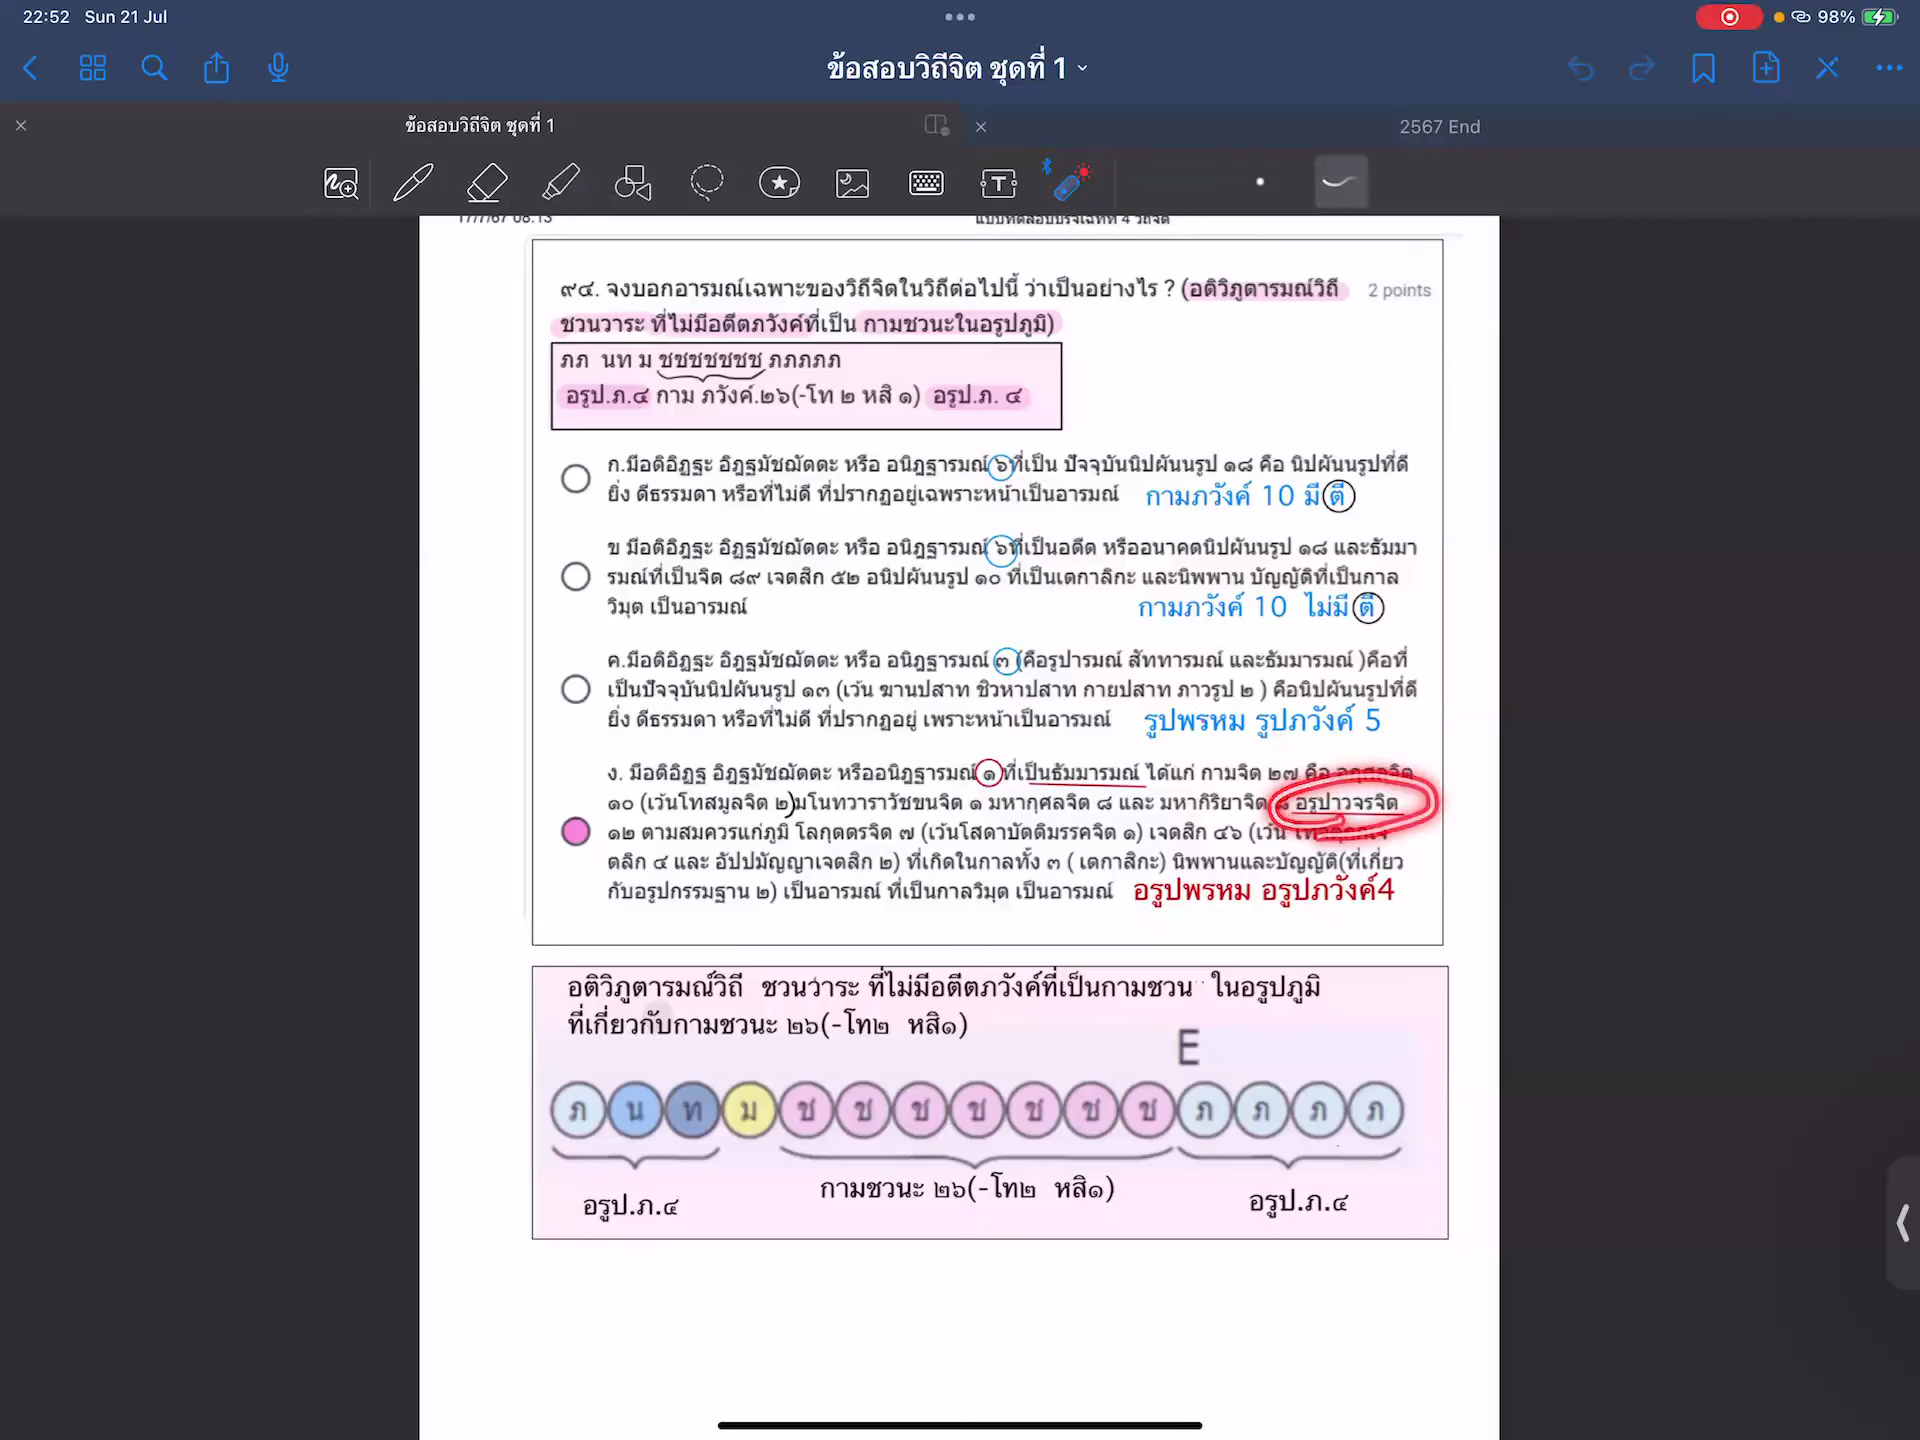 22:52 Sun 21 Jul
98%
ข้อสอบวิถีจิต ชุดที่ 1
ข้อสอบวิถีจิต ชุดที่ 1
2567 End
17/7/67 08:13
๙๔. จงบอกอารมณ์เฉพาะของวิถีจิตในวิถีต่อไปนี้ ว่าเป็นอย่างไร ? (อติวิภูตารมณ์วิถี 2 points
ชวนวาระ ที่ไม่มีอตีตภวังค์ที่เป็น กามชวนะในอรูปภูมิ)
ภภ นท ม ชชชชชชช ภภภภภ
อรูป.ภ.๔ กาม ภวังค์.๒๖(-โท ๒ หสิ ๑) อรูป.ภ. ๔
ก.มีอติอิฏฐะ อิฏฐมัชฌัตตะ หรือ อนิฏฐารมณ์ ๖ที่เป็น ปัจจุบันนิปผันนรูป ๑๘ คือ นิปผันนรูปที่ดี
ยิ่ง ดีธรรมดา หรือที่ไม่ดี ที่ปรากฏอยู่เฉพราะหน้าเป็นอารมณ์ กามภวังค์ 10 มี ตี
ข มีอติอิฏฐะ อิฏฐมัชฌัตตะ หรือ อนิฏฐารมณ์ ๖ที่เป็นอดีต หรืออนาคตนิปผันนรูป ๑๘ และธัมมา
รมณ์ที่เป็นจิต ๘๙ เจตสิก ๕๒ อนิปผันนรูป ๑๐ ที่เป็นเตกาลิกะ และนิพพาน บัญญัติที่เป็นกาล
วิมุต เป็นอารมณ์ กามภวังค์ 10 ไม่มี ตี
ค.มีอติอิฏฐะ อิฏฐมัชฌัตตะ หรือ อนิฏฐารมณ์ ๓ (คือรูปารมณ์ สัททารมณ์ และธัมมารมณ์ )คือที่
เป็นปัจจุบันนิปผันนรูป ๑๓ (เว้น ฆานปสาท ชิวหาปสาท กายปสาท ภาวรูป ๒ ) คือนิปผันนรูปที่ดี
ยิ่ง ดีธรรมดา หรือที่ไม่ดี ที่ปรากฏอยู่ เพราะหน้าเป็นอารมณ์ รูปพรหม รูปภวังค์ 5
ง. มีอติอิฏฐ อิฏฐมัชฌัตตะ หรืออนิฏฐารมณ์ ๑ ที่เป็นธัมมารมณ์ ได้แก่ กามจิต ๒๗ คือ อกุศลจิต
๑๐ (เว้นโทสมูลจิต ๒)มโนทวาราวัชขนจิต ๑ มหากุศลจิต ๘ และ มหากิริยาจิต ๘ อรูปาวจรจิต
๑๒ ตามสมควรแก่ภูมิ โลกุตตรจิต ๗ (เว้นโสดาบัตติมรรคจิต ๑) เจตสิก ๔๖ (เว้น
ตลิก ๔ และ อัปปมัญญาเจตสิก ๒) ที่เกิดในกาลทั้ง ๓ ( เตกาสิกะ) นิพพานและบัญญัติ(ที่เกี่ยว
กับอรูปกรรมฐาน ๒) เป็นอารมณ์ ที่เป็นกาลวิมุต เป็นอารมณ์ อรูปพรหม อรูปภวังค์4
อติวิภูตารมณ์วิถี ชวนว่าระ ที่ไม่มีอตีตภวังค์ที่เป็นกามชวน ในอรูปภูมิ
ที่เกี่ยวกับกามชวนะ ๒๖(-โท๒ หสิ๑)
E
ภ น ท ม ช ช ช ช ช ช ช ภ ภ ภ ภ
อรูป.ภ.๔ กามชวนะ ๒๖(-โท๒ หสิ๑) อรูป.ภ.๔